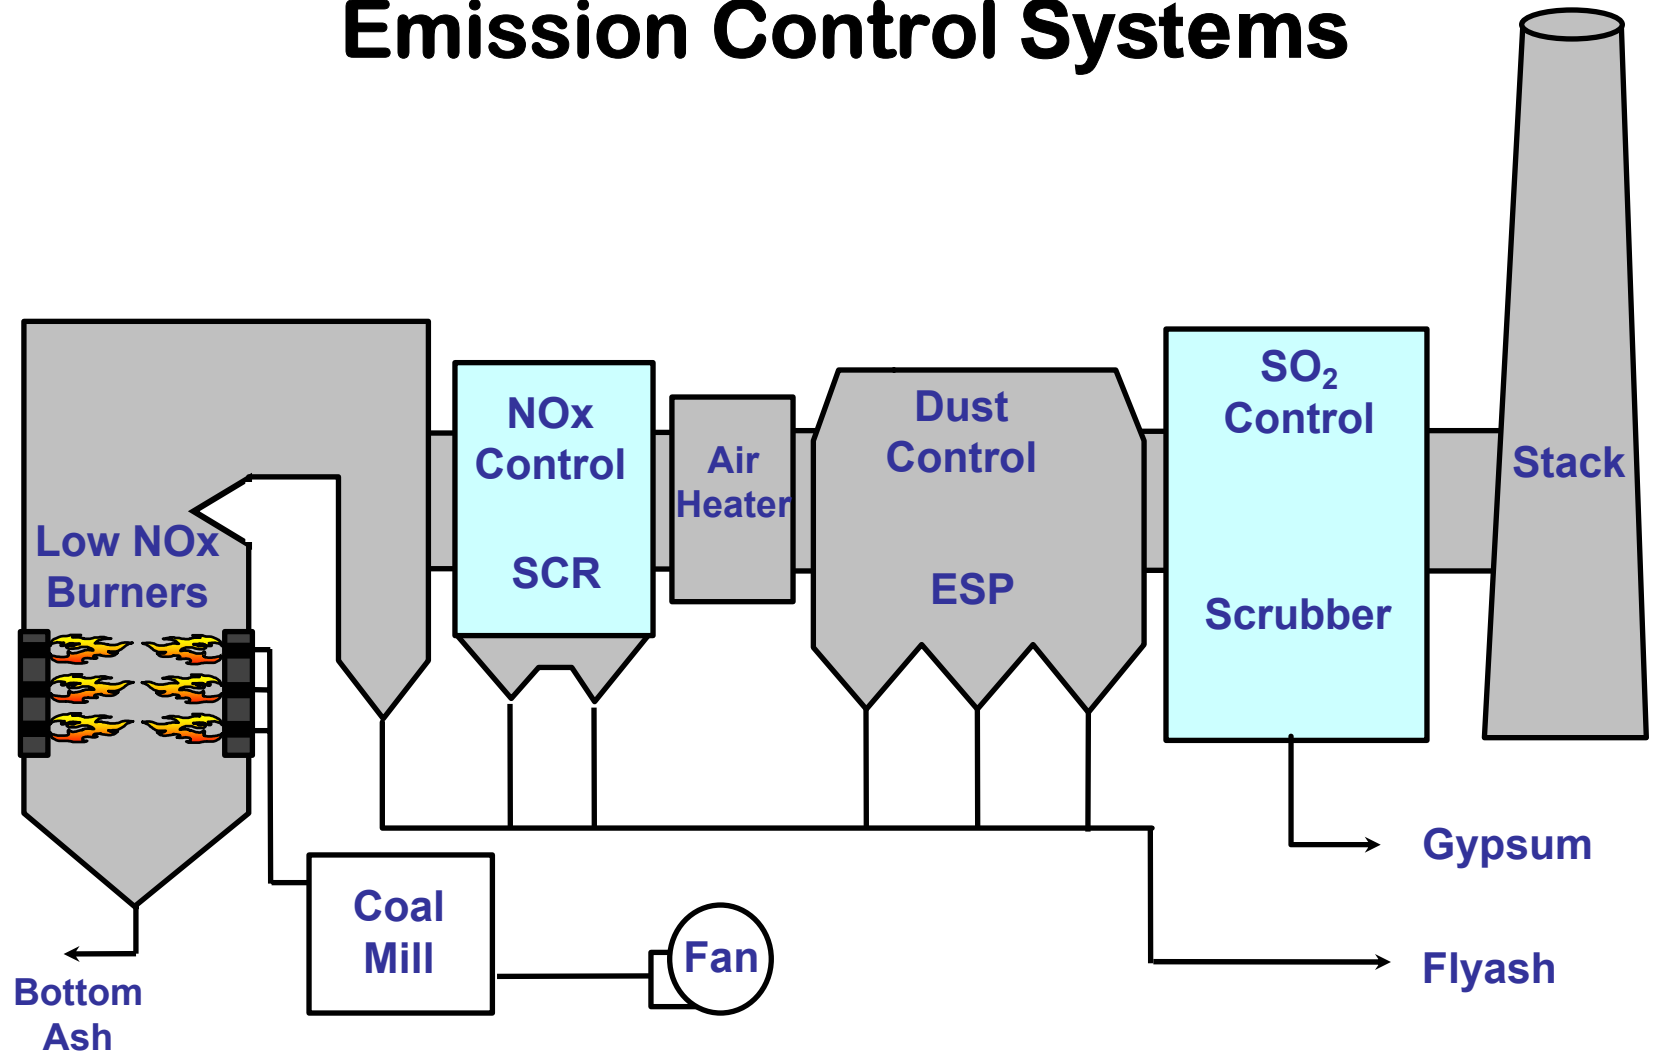 Emission Control Systems
Low NOx
Burners
NOx
Control
SCR
Air
Heater
Dust
Control
ESP
SO₂
Control
Scrubber
Stack
Coal
Mill
Fan
Bottom
Ash
Gypsum
Flyash